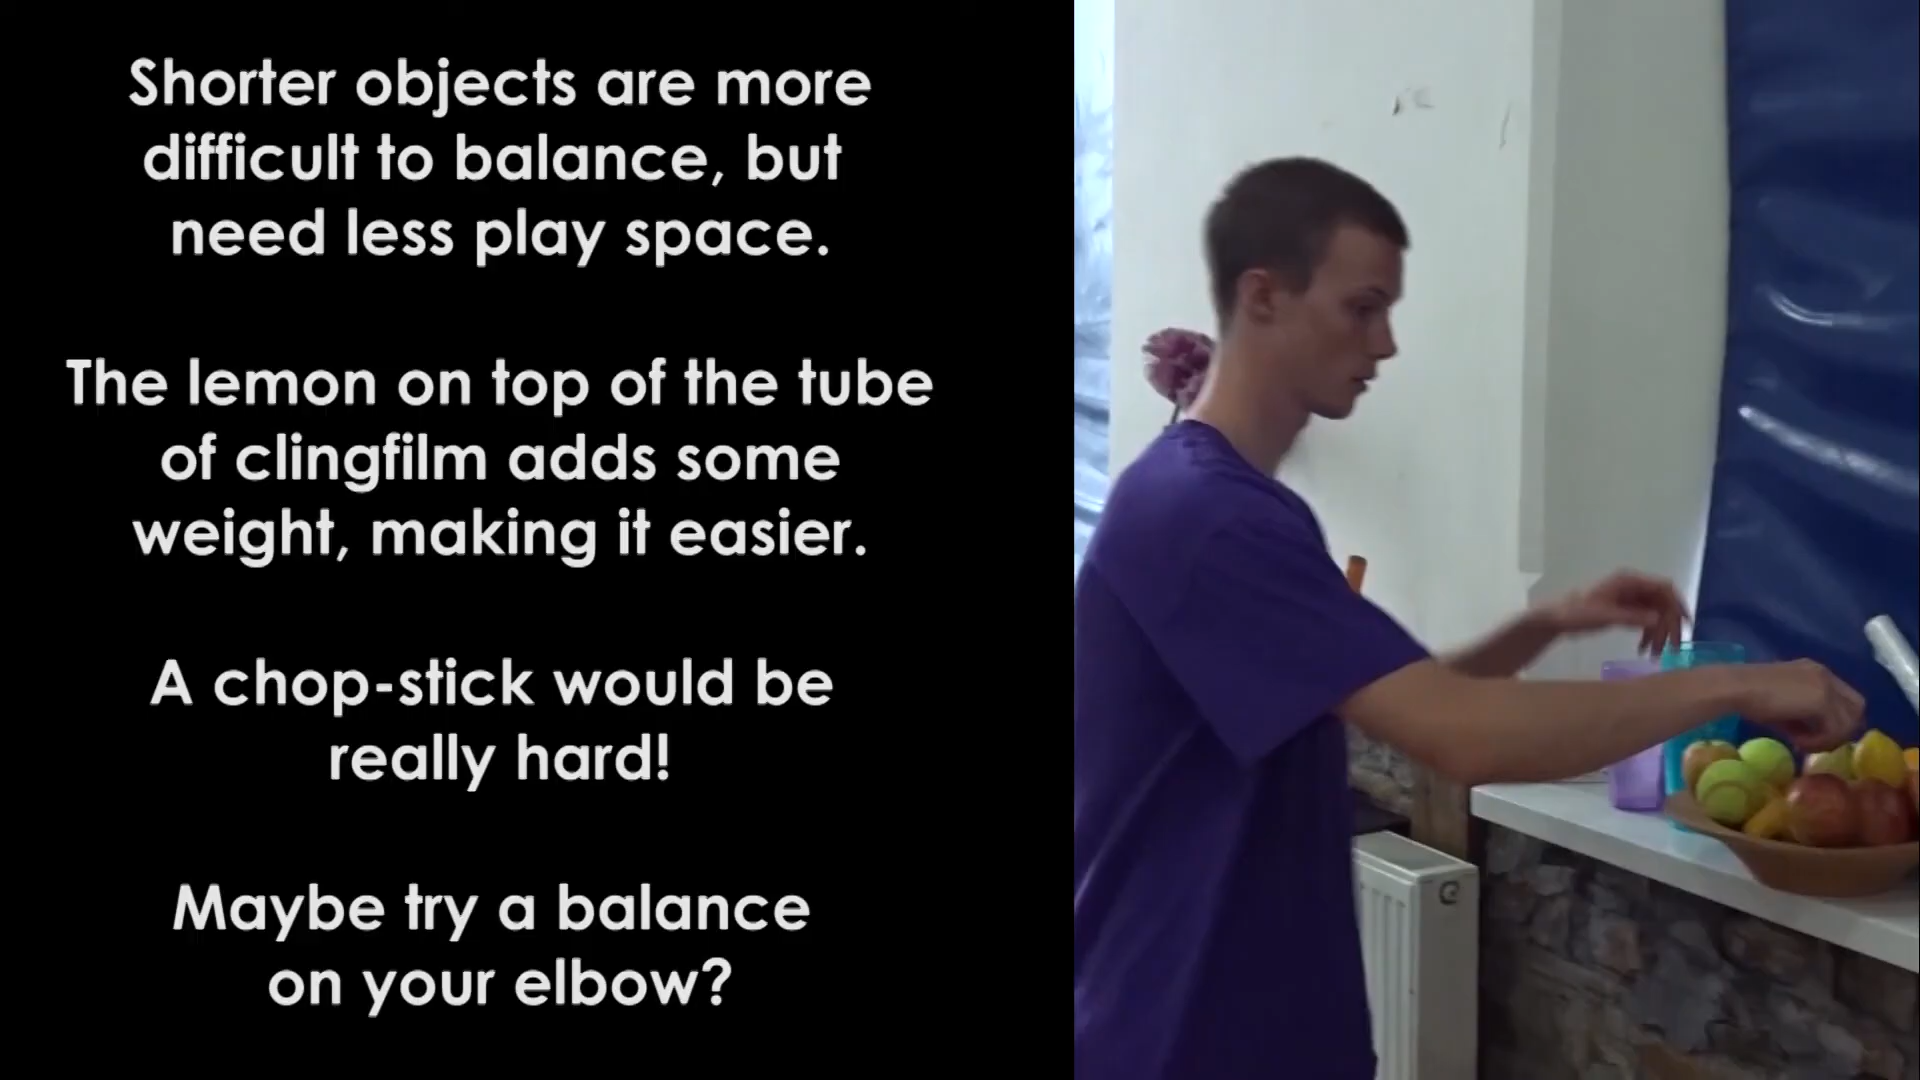 Shorter objects are more
difficult to balance, but
need less play space.
The lemon on top of the tube
of clingfilm adds some
weight, making it easier.
A chop-stick would be
really hard!
Maybe try a balance
on your elbow?